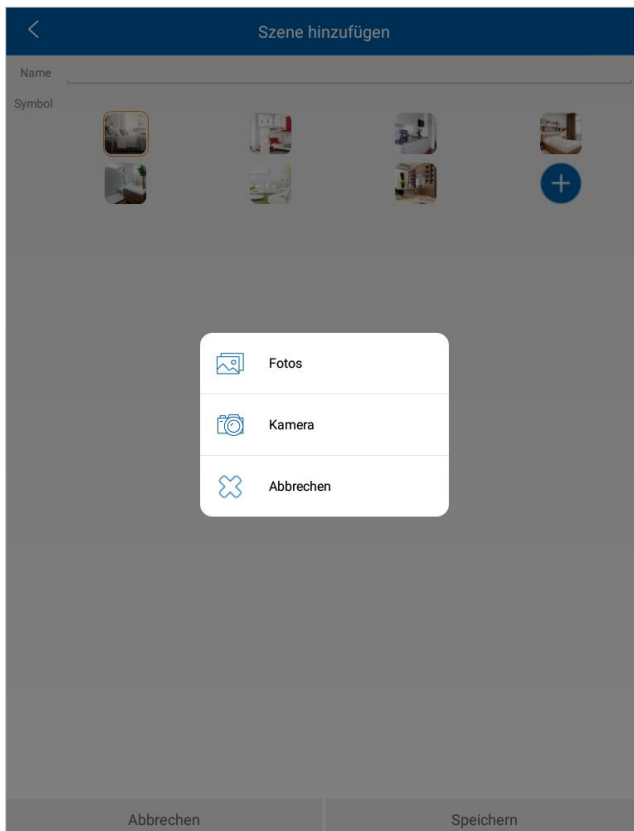 Szene hinzufügen
Name
Symbol
Fotos
Kamera
Abbrechen
Abbrechen Speichern